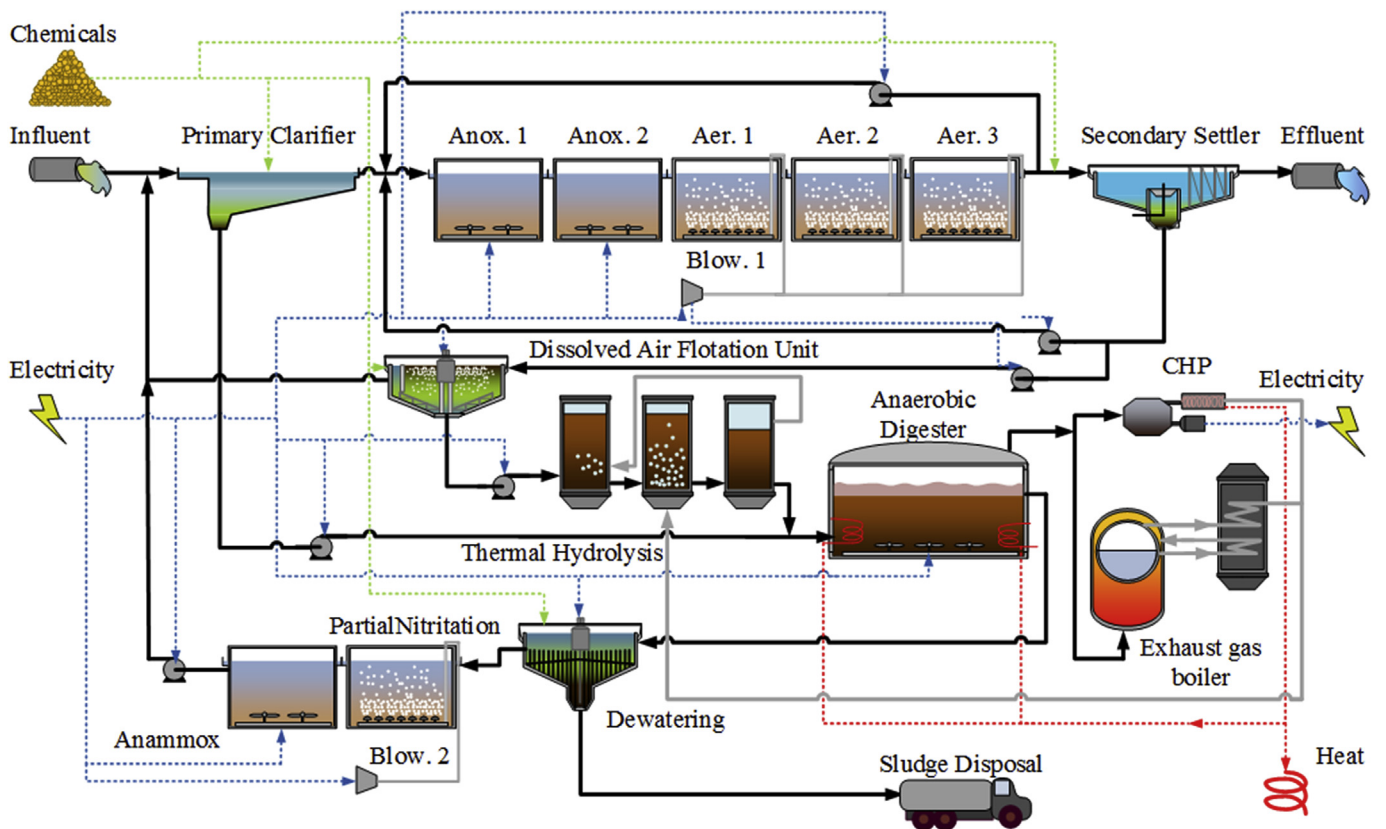 Chemicals
Influent
Primary Clarifier
Anox. 1
Anox. 2
Aer. 1
Aer. 2
Aer. 3
Secondary Settler
Effluent
Blow. 1
Electricity
Dissolved Air Flotation Unit
CHP
Electricity
Anaerobic
Digester
Thermal Hydrolysis
PartialNitritation
Exhaust gas
boiler
Dewatering
Anammox
Blow. 2
Sludge Disposal
Heat